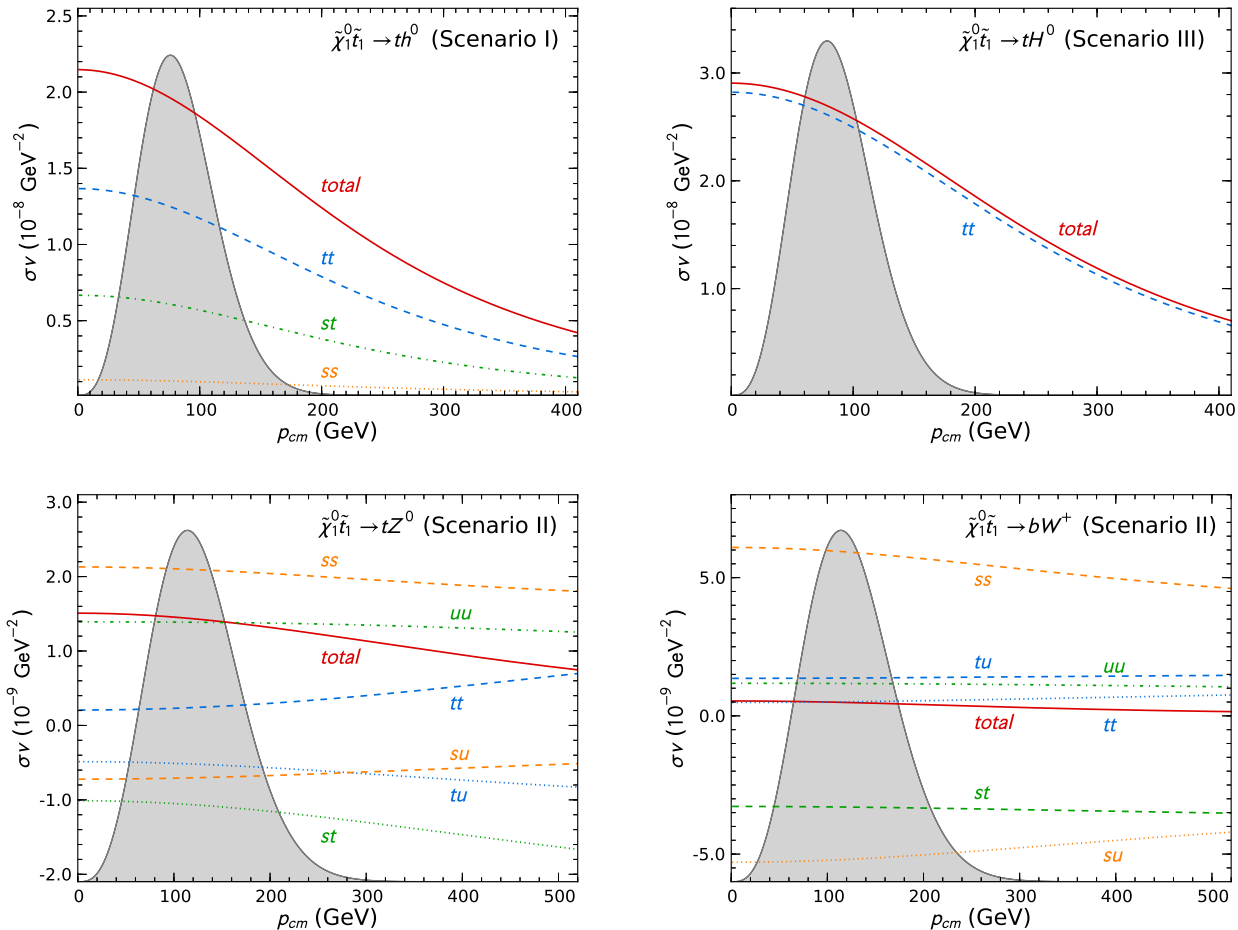 χ̃⁰₁t̃₁ → th⁰ (Scenario I)
σv (10⁻⁸ GeV⁻²)
2.5
2.0
1.5
1.0
0.5
total
tt
st
ss
0 100 200 300 400
p_cm (GeV)
χ̃⁰₁t̃₁ → tH⁰ (Scenario III)
σv (10⁻⁸ GeV⁻²)
3.0
2.0
1.0
tt total
0 100 200 300 400
p_cm (GeV)
χ̃⁰₁t̃₁ → tZ⁰ (Scenario II)
σv (10⁻⁹ GeV⁻²)
3.0
2.0
1.0
0.0
-1.0
-2.0
ss
uu
total
tt
su
tu
st
0 100 200 300 400 500
p_cm (GeV)
χ̃⁰₁t̃₁ → bW⁺ (Scenario II)
σv (10⁻⁹ GeV⁻²)
5.0
0.0
-5.0
ss
tu uu
total tt
st
su
0 100 200 300 400 500
p_cm (GeV)